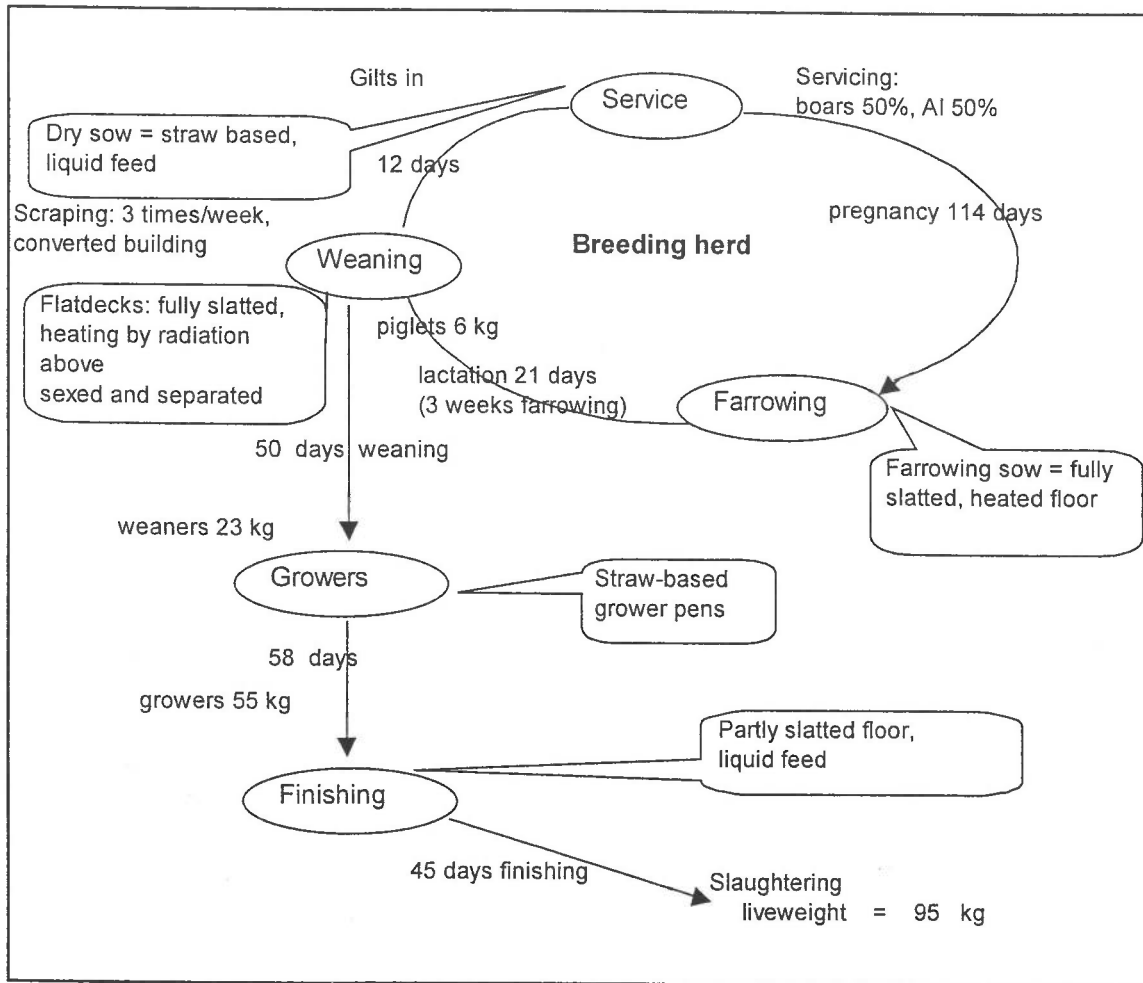 Gilts in
Service
Servicing:
boars 50%, AI 50%
Dry sow = straw based,
liquid feed
12 days
Scraping: 3 times/week,
converted building
pregnancy 114 days
Breeding herd
Weaning
Flatdecks: fully slatted,
heating by radiation
above
sexed and separated
piglets 6 kg
lactation 21 days
(3 weeks farrowing)
Farrowing
Farrowing sow = fully
slatted, heated floor
50 days weaning
weaners 23 kg
Growers
Straw-based
grower pens
58 days
growers 55 kg
Partly slatted floor,
liquid feed
Finishing
45 days finishing
Slaughtering
liveweight = 95 kg